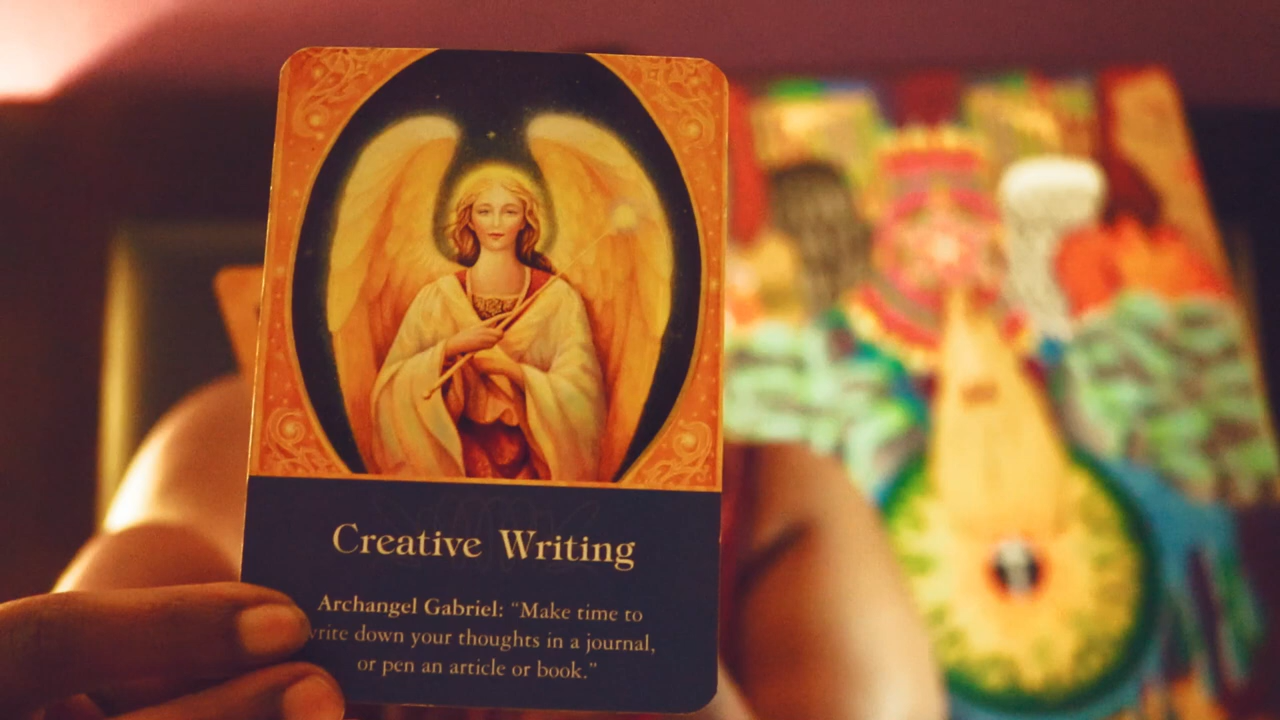 Creative Writing
Archangel Gabriel: “Make time to
write down your thoughts in a journal,
or pen an article or book.”